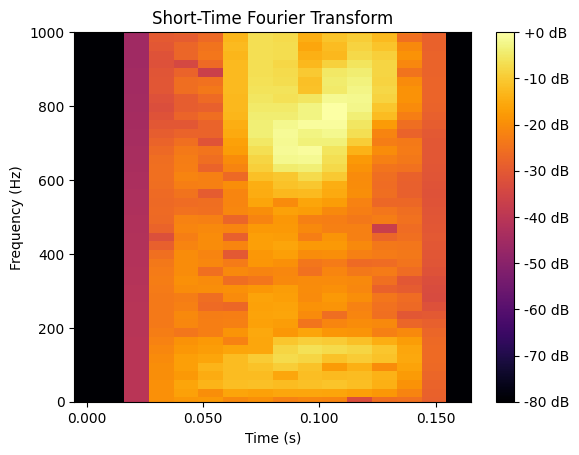 Short-Time Fourier Transform
1000
800
600
400
200
0
Frequency (Hz)
0.000
0.050
0.100
0.150
Time (s)
+0 dB
-10 dB
-20 dB
-30 dB
-40 dB
-50 dB
-60 dB
-70 dB
-80 dB